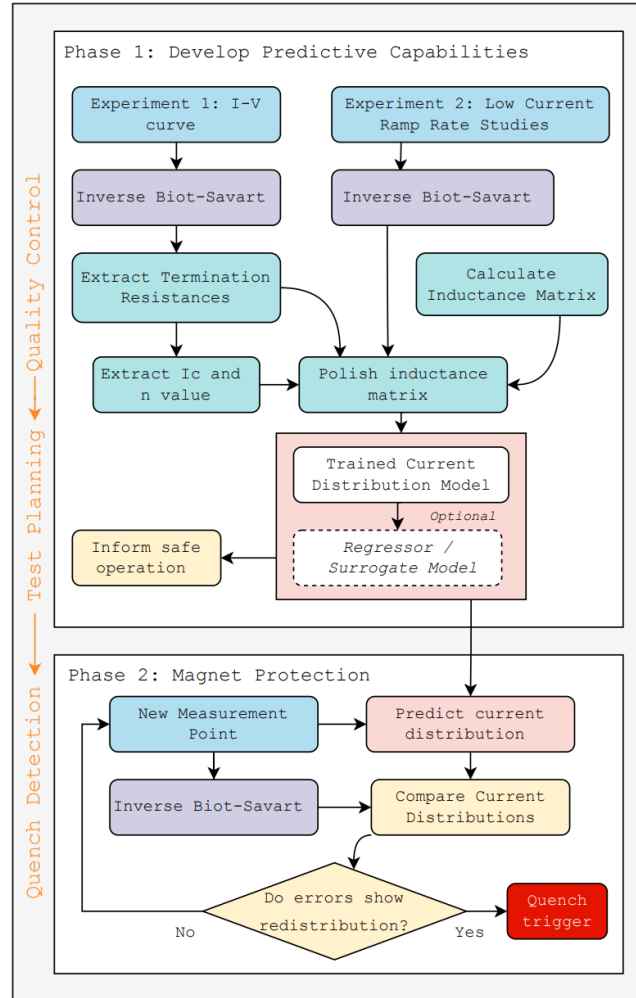 Phase 1: Develop Predictive Capabilities
Experiment 1: I-V
curve
Experiment 2: Low Current
Ramp Rate Studies
Inverse Biot-Savart
Inverse Biot-Savart
Extract Termination
Resistances
Calculate
Inductance Matrix
Extract Ic and
n value
Polish inductance
matrix
Trained Current
Distribution Model
Optional
Regressor /
Surrogate Model
Inform safe
operation
Phase 2: Magnet Protection
New Measurement
Point
Predict current
distribution
Inverse Biot-Savart
Compare Current
Distributions
Do errors show
redistribution?
No
Yes
Quench
trigger
Quality Control
Test Planning
Quench Detection